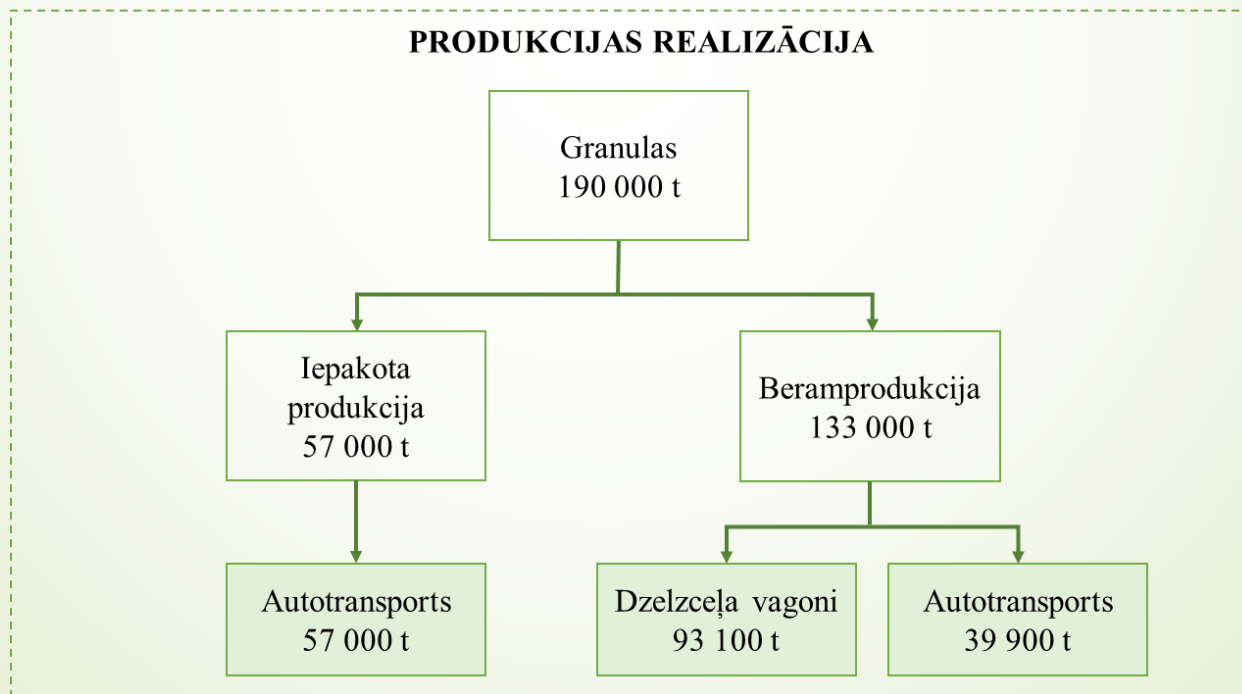 PRODUKCIJAS REALIZĀCIJA
Granulas
190 000 t
Iepakota
produkcija
57 000 t
Beramprodukcija
133 000 t
Autotransports
57 000 t
Dzelzceļa vagoni
93 100 t
Autotransports
39 900 t